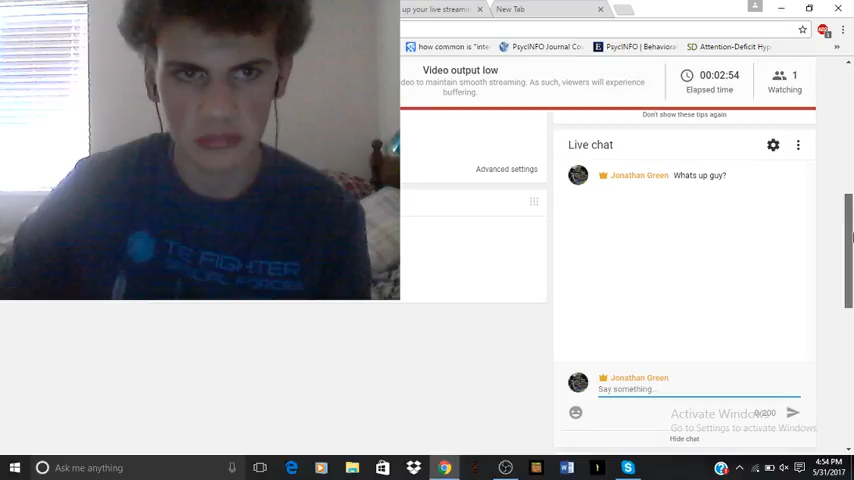 up your live streamin
New Tab
how common is "inte
PsycINFO Journal Co
PsycINFO | Behavioral
Attention-Deficit Hyp
»
Video output low
deo to maintain smooth streaming. As such, viewers will experience
buffering.
00:02:54
Elapsed time
1
Watching
Don't show these tips again
Live chat
Advanced settings
Jonathan Green Whats up guy?
TIE FIGHTER
SPECIAL FORCES
Jonathan Green
Say something...
0/200
Activate Windows
Go to Settings to activate Windows.
Hide chat
Ask me anything
4:54 PM
5/31/2017